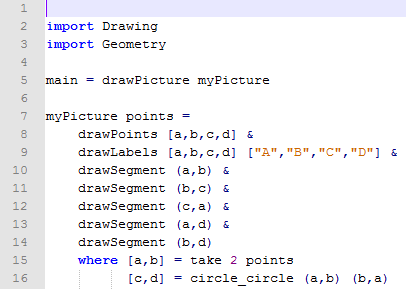 1
2 import Drawing
3 import Geometry
4
5 main = drawPicture myPicture
6
7 myPicture points =
8 drawPoints [a,b,c,d] &
9 drawLabels [a,b,c,d] ["A","B","C","D"] &
10 drawSegment (a,b) &
11 drawSegment (b,c) &
12 drawSegment (c,a) &
13 drawSegment (a,d) &
14 drawSegment (b,d)
15 where [a,b] = take 2 points
16 [c,d] = circle_circle (a,b) (b,a)